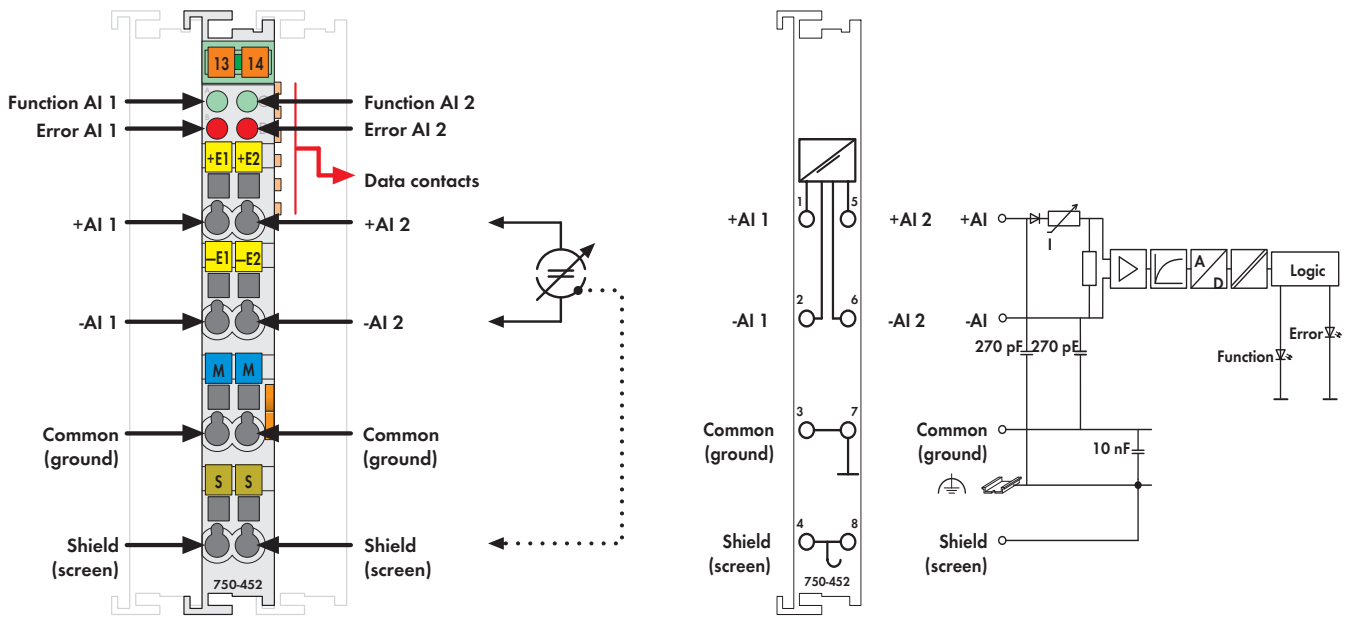 13 14
Function AI 1
Function AI 2
Error AI 1
Error AI 2
+E1 +E2
Data contacts
+AI 1
+AI 2
–E1 –E2
-AI 1
-AI 2
M M
Common
(ground)
Common
(ground)
S S
Shield
(screen)
Shield
(screen)
750-452
1
5
+AI 1
+AI 2
2
6
-AI 1
-AI 2
3
7
Common
(ground)
4
8
Shield
(screen)
750-452
+AI
I
A
D
Logic
-AI
270 pF
270 pF
Function
Error
Common
(ground)
10 nF
Shield
(screen)